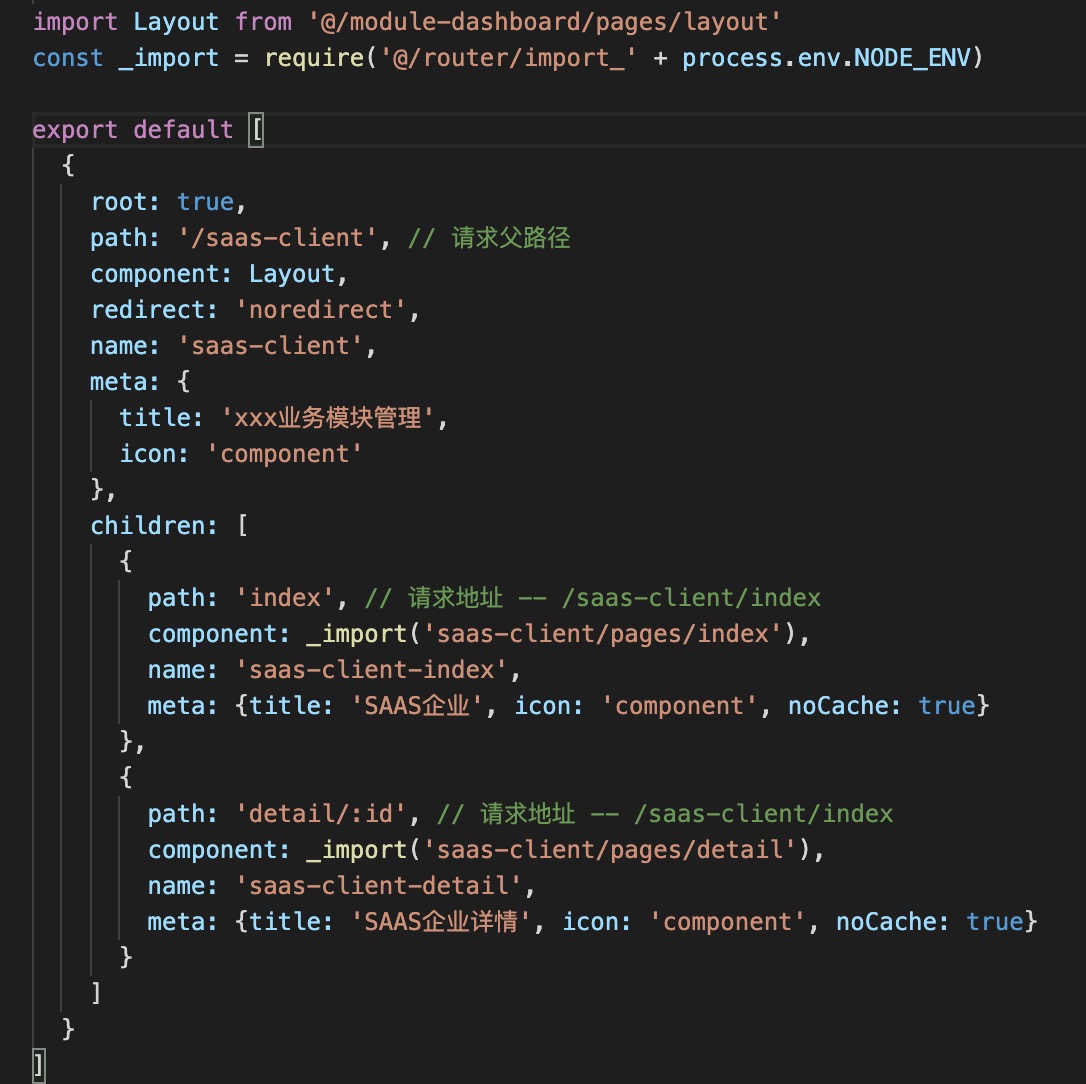 import Layout from '@/module-dashboard/pages/layout'
const _import = require('@/router/import_' + process.env.NODE_ENV)
export default [
{
root: true,
path: '/saas-client', // 请求父路径
component: Layout,
redirect: 'noredirect',
name: 'saas-client',
meta: {
title: 'xxx业务模块管理',
icon: 'component'
},
children: [
{
path: 'index', // 请求地址 -- /saas-client/index
component: _import('saas-client/pages/index'),
name: 'saas-client-index',
meta: {title: 'SAAS企业', icon: 'component', noCache: true}
},
{
path: 'detail/:id', // 请求地址 -- /saas-client/index
component: _import('saas-client/pages/detail'),
name: 'saas-client-detail',
meta: {title: 'SAAS企业详情', icon: 'component', noCache: true}
}
]
}
]